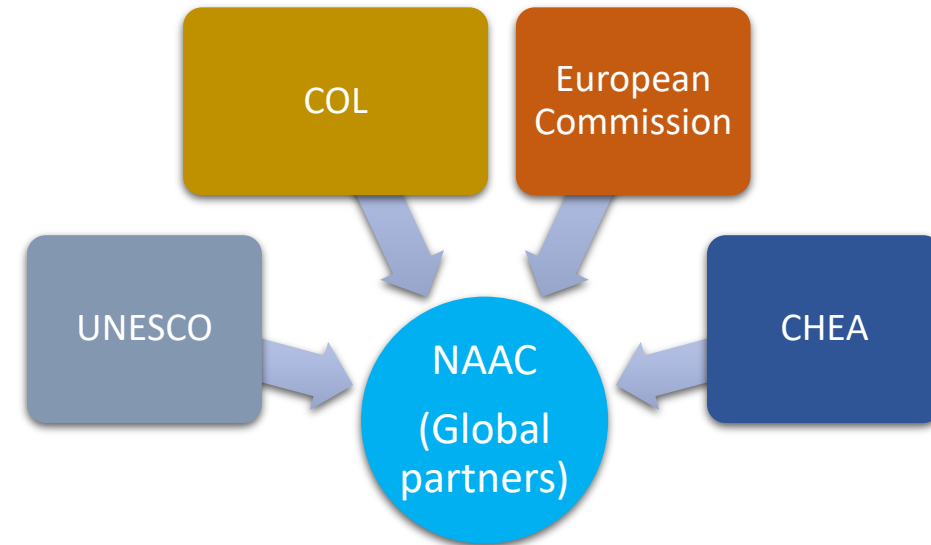 COL
European
Commission
UNESCO
CHEA
NAAC
(Global
partners)